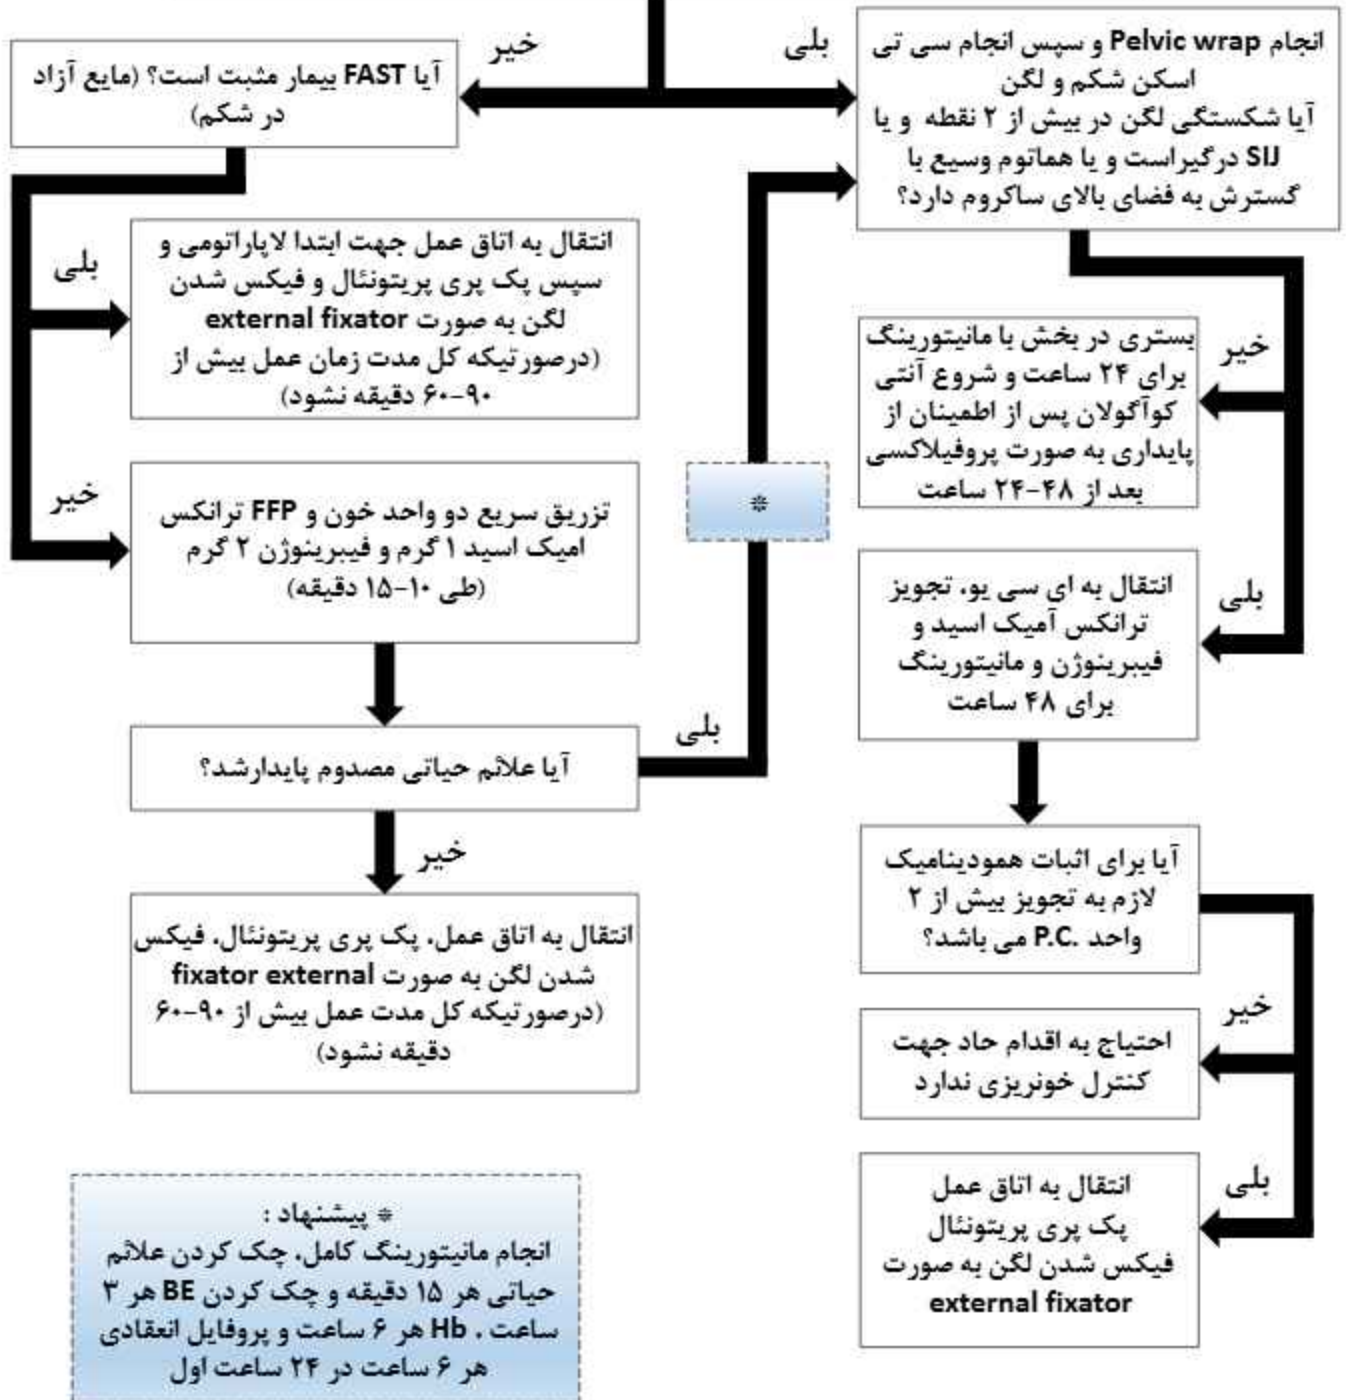 انجام Pelvic wrap و سپس انجام سی تی
اسکن شکم و لگن
آیا شکستگی لگن در بیش از ۲ نقطه و یا
SIJ درگیراست و یا هماتوم وسیع با
گسترش به فضای بالای ساکروم دارد؟
بلی
خیر
آیا FAST بیمار مثبت است؟ (مایع آزاد
در شکم)
بلی
انتقال به اتاق عمل جهت ابتدا لاپاراتومی و
سپس پک پری پریتونئال و فیکس شدن
لگن به صورت external fixator
(درصورتیکه کل مدت زمان عمل بیش از
۶۰-۹۰ دقیقه نشود)
خیر
تزریق سریع دو واحد خون و FFP ترانکس
امیک اسید ۱ گرم و فیبرینوژن ۲ گرم
(طی ۱۰-۱۵ دقیقه)
آیا علائم حیاتی مصدوم پایدارشد؟
بلی
*
خیر
انتقال به اتاق عمل، پک پری پریتونئال، فیکس
شدن لگن به صورت fixator external
(درصورتیکه کل مدت عمل بیش از ۶۰-۹۰
دقیقه نشود)
خیر
بستری در بخش با مانیتورینگ
برای ۲۴ ساعت و شروع آنتی
کوآگولان پس از اطمینان از
پایداری به صورت پروفیلاکسی
بعد از ۲۴-۴۸ ساعت
بلی
انتقال به ای سی یو، تجویز
ترانکس آمیک اسید و
فیبرینوژن و مانیتورینگ
برای ۴۸ ساعت
آیا برای اثبات همودینامیک
لازم به تجویز بیش از ۲
واحد P.C. می باشد؟
خیر
احتیاج به اقدام حاد جهت
کنترل خونریزی ندارد
بلی
انتقال به اتاق عمل
پک پری پریتونئال
فیکس شدن لگن به صورت
external fixator
* پیشنهاد :
انجام مانیتورینگ کامل، چک کردن علائم
حیاتی هر ۱۵ دقیقه و چک کردن BE هر ۳
ساعت ، Hb هر ۶ ساعت و پروفایل انعقادی
هر ۶ ساعت در ۲۴ ساعت اول